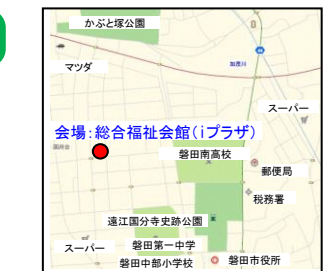 かぶと塚公園
マツダ
加茂川
スーパー
会場:総合福祉会館(iプラザ)
磐田南高校
郵便局
税務署
遠江国分寺史跡公園
スーパー
磐田第一中学
磐田中部小学校
磐田市役所